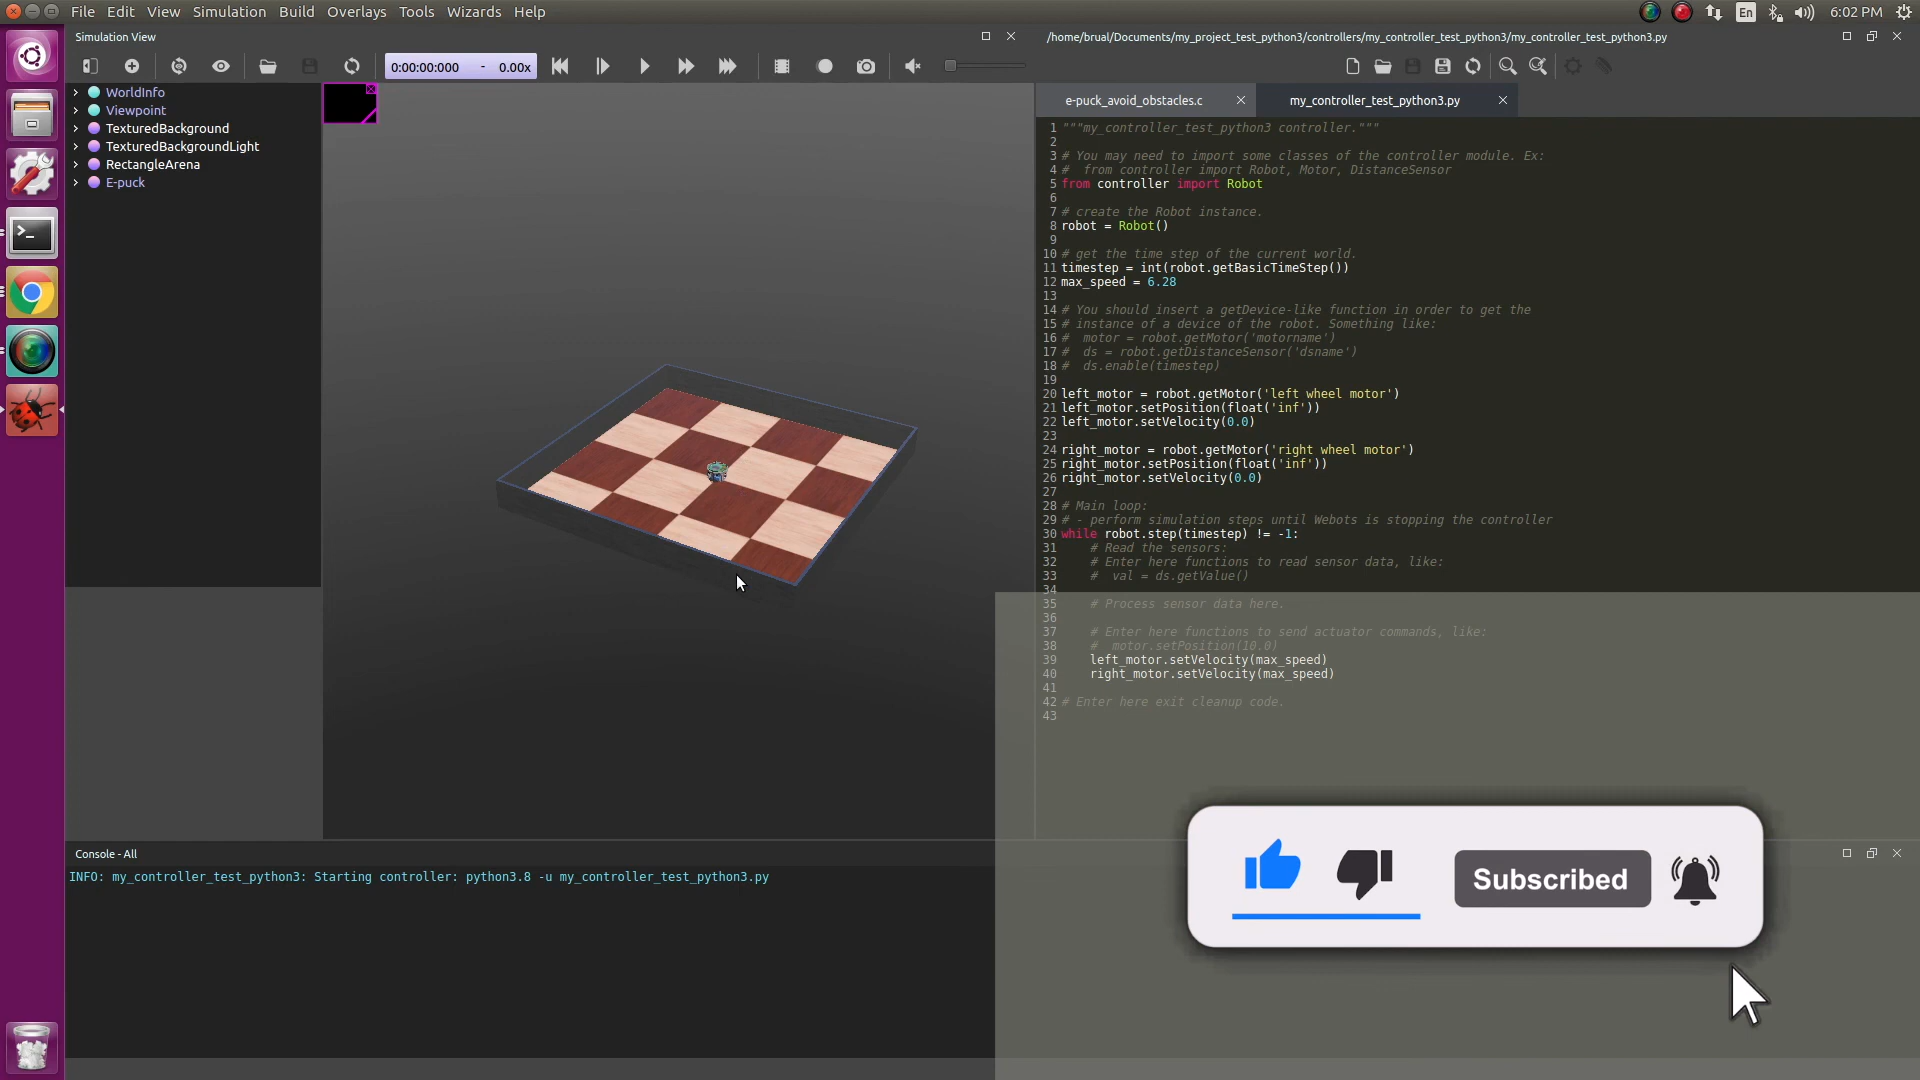 File Edit View Simulation Build Overlays Tools Wizards Help
En 6:02 PM
Simulation View
/home/brual/Documents/my_project_test_python3/controllers/my_controller_test_python3/my_controller_test_python3.py
0:00:00:000 - 0.00x
WorldInfo
Viewpoint
TexturedBackground
TexturedBackgroundLight
RectangleArena
E-puck
e-puck_avoid_obstacles.c
my_controller_test_python3.py
1 """my_controller_test_python3 controller."""
2
3 # You may need to import some classes of the controller module. Ex:
4 #  from controller import Robot, Motor, DistanceSensor
5 from controller import Robot
6
7 # create the Robot instance.
8 robot = Robot()
9
10 # get the time step of the current world.
11 timestep = int(robot.getBasicTimeStep())
12 max_speed = 6.28
13
14 # You should insert a getDevice-like function in order to get the
15 # instance of a device of the robot. Something like:
16 #  motor = robot.getMotor('motorname')
17 #  ds = robot.getDistanceSensor('dsname')
18 #  ds.enable(timestep)
19
20 left_motor = robot.getMotor('left wheel motor')
21 left_motor.setPosition(float('inf'))
22 left_motor.setVelocity(0.0)
23
24 right_motor = robot.getMotor('right wheel motor')
25 right_motor.setPosition(float('inf'))
26 right_motor.setVelocity(0.0)
27
28 # Main loop:
29 # - perform simulation steps until Webots is stopping the controller
30 while robot.step(timestep) != -1:
31     # Read the sensors:
32     # Enter here functions to read sensor data, like:
33     #  val = ds.getValue()
34
35     # Process sensor data here.
36
37     # Enter here functions to send actuator commands, like:
38     #  motor.setPosition(10.0)
39     left_motor.setVelocity(max_speed)
40     right_motor.setVelocity(max_speed)
41
42 # Enter here exit cleanup code.
43
Console - All
INFO: my_controller_test_python3: Starting controller: python3.8 -u my_controller_test_python3.py
Subscribed